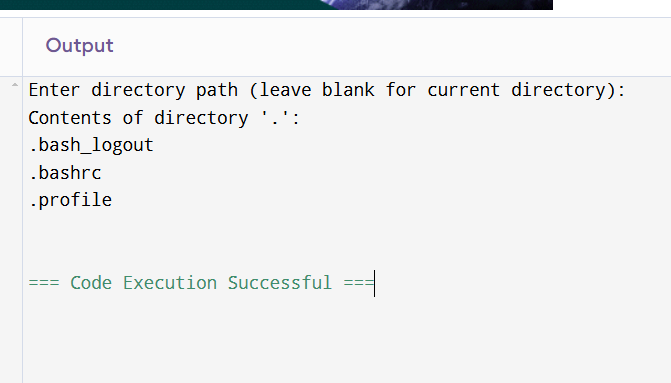 Output
Enter directory path (leave blank for current directory):
Contents of directory '.':
.bash_logout
.bashrc
.profile
=== Code Execution Successful ===